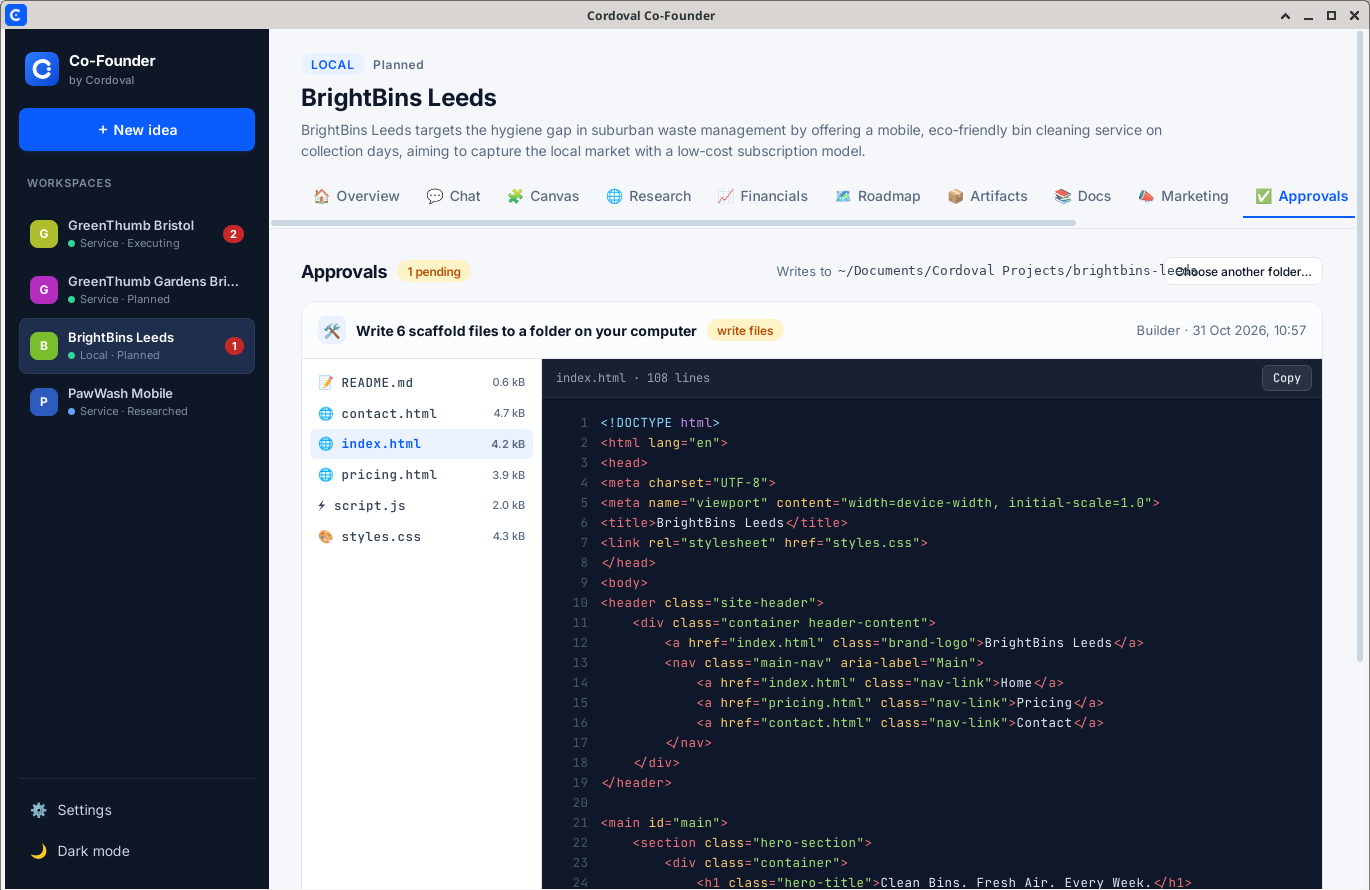 Cordoval Co-Founder
Co-Founder
by Cordoval
+ New idea
WORKSPACES
G
GreenThumb Bristol
Service · Executing
2
G
GreenThumb Gardens Bri...
Service · Planned
B
BrightBins Leeds
Local · Planned
1
P
PawWash Mobile
Service · Researched
Settings
Dark mode
LOCAL Planned
BrightBins Leeds
BrightBins Leeds targets the hygiene gap in suburban waste management by offering a mobile, eco-friendly bin cleaning service on
collection days, aiming to capture the local market with a low-cost subscription model.
Overview Chat Canvas Research Financials Roadmap Artifacts Docs Marketing Approvals
Approvals 1 pending
Writes to ~/Documents/Cordoval Projects/brightbins-leeds
Choose another folder...
Write 6 scaffold files to a folder on your computer write files
Builder · 31 Oct 2026, 10:57
README.md 0.6 kB
contact.html 4.7 kB
index.html 4.2 kB
pricing.html 3.9 kB
script.js 2.0 kB
styles.css 4.3 kB
index.html · 108 lines
Copy
1 <!DOCTYPE html>
2 <html lang="en">
3 <head>
4 <meta charset="UTF-8">
5 <meta name="viewport" content="width=device-width, initial-scale=1.0">
6 <title>BrightBins Leeds</title>
7 <link rel="stylesheet" href="styles.css">
8 </head>
9 <body>
10 <header class="site-header">
11     <div class="container header-content">
12         <a href="index.html" class="brand-logo">BrightBins Leeds</a>
13         <nav class="main-nav" aria-label="Main">
14             <a href="index.html" class="nav-link">Home</a>
15             <a href="pricing.html" class="nav-link">Pricing</a>
16             <a href="contact.html" class="nav-link">Contact</a>
17         </nav>
18     </div>
19 </header>
20
21 <main id="main">
22     <section class="hero-section">
23         <div class="container">
24             <h1 class="hero-title">Clean Bins. Fresh Air. Every Week.</h1>